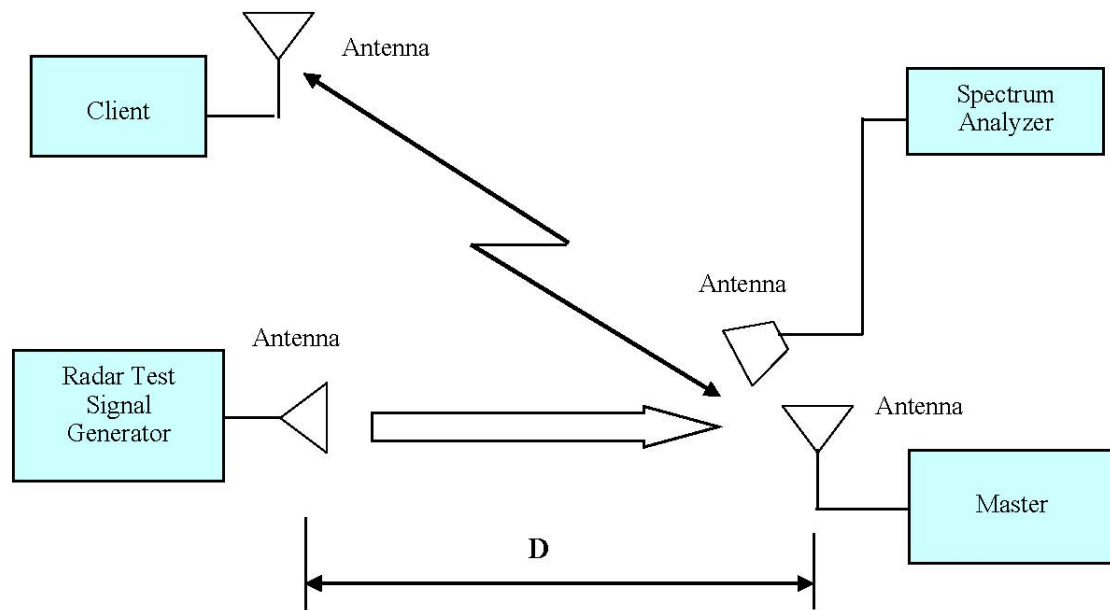 Antenna
Client
Spectrum
Analyzer
Antenna
Antenna
Radar Test
Signal
Generator
Antenna
Master
D